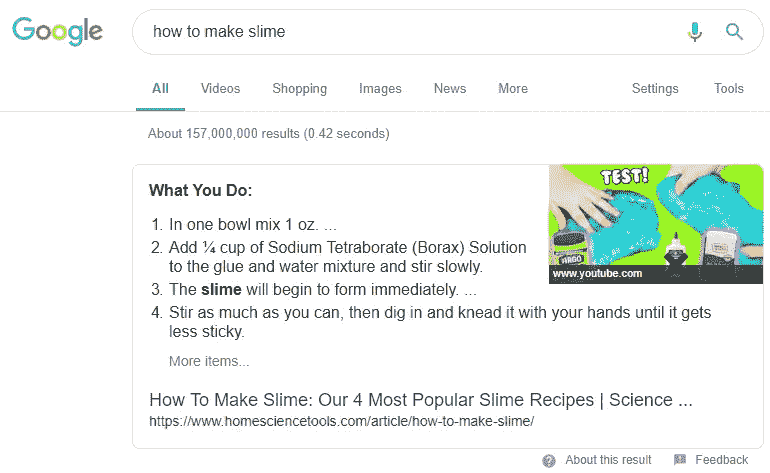 Google
how to make slime
All Videos Shopping Images News More Settings Tools
About 157,000,000 results (0.42 seconds)
What You Do:
TEST!
1. In one bowl mix 1 oz. ...
2. Add ¼ cup of Sodium Tetraborate (Borax) Solution
to the glue and water mixture and stir slowly.
www.youtube.com
3. The slime will begin to form immediately. ...
4. Stir as much as you can, then dig in and knead it with your hands until it gets
less sticky.
More items...
How To Make Slime: Our 4 Most Popular Slime Recipes | Science ...
https://www.homesciencetools.com/article/how-to-make-slime/
About this result Feedback